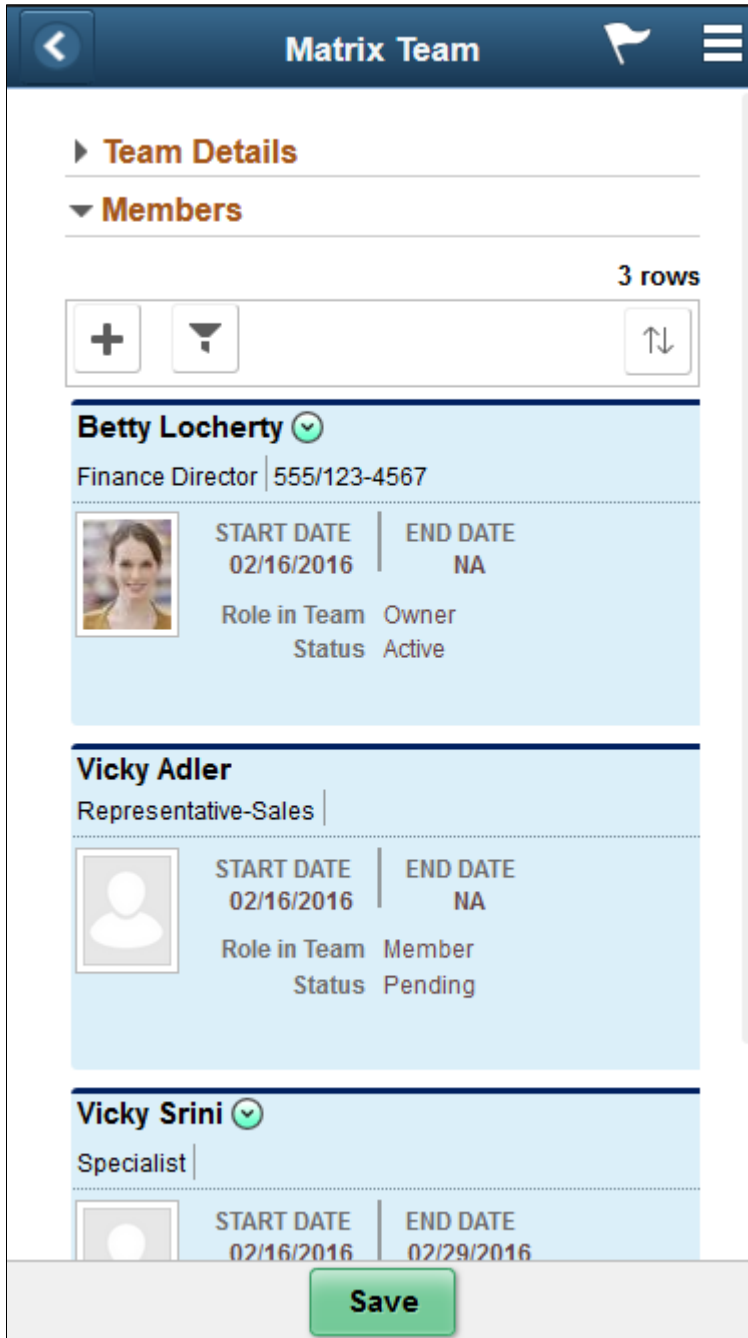 Matrix Team
Team Details
Members
3 rows
Betty Locherty
Finance Director 555/123-4567
START DATE END DATE
02/16/2016 NA
Role in Team Owner
Status Active
Vicky Adler
Representative-Sales
START DATE END DATE
02/16/2016 NA
Role in Team Member
Status Pending
Vicky Srini
Specialist
START DATE END DATE
02/16/2016 02/29/2016
Save